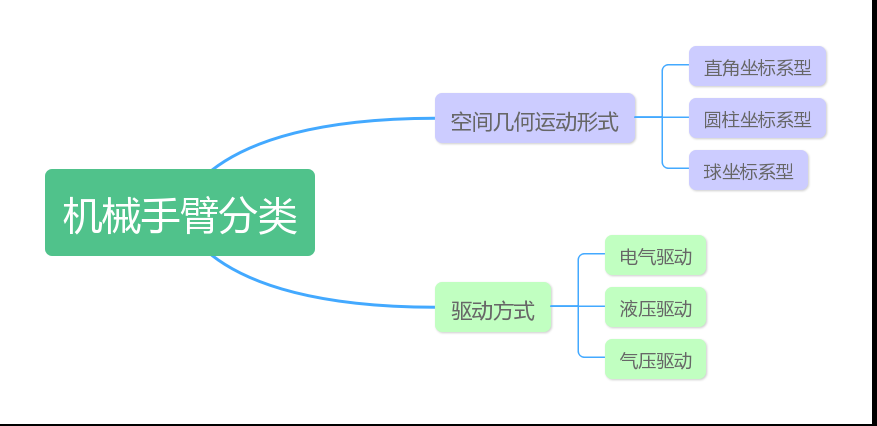 机械手臂分类
空间几何运动形式
直角坐标系型
圆柱坐标系型
球坐标系型
驱动方式
电气驱动
液压驱动
气压驱动